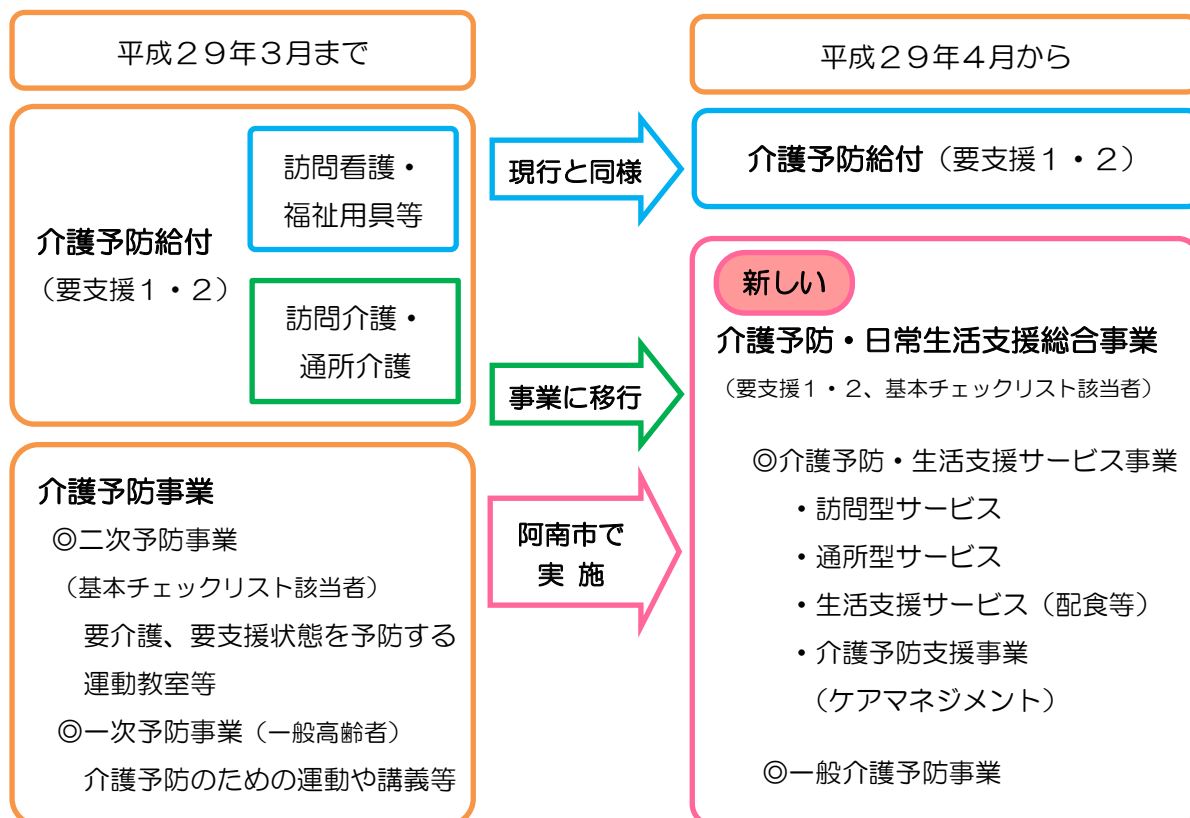 平成２９年３月まで
介護予防給付
（要支援１・２）
訪問看護・
福祉用具等
訪問介護・
通所介護
介護予防事業
◎二次予防事業
（基本チェックリスト該当者）
要介護、要支援状態を予防する
運動教室等
◎一次予防事業（一般高齢者）
介護予防のための運動や講義等
現行と同様
事業に移行
阿南市で
実 施
平成２９年４月から
介護予防給付（要支援１・２）
新しい
介護予防・日常生活支援総合事業
（要支援１・２、基本チェックリスト該当者）
◎介護予防・生活支援サービス事業
・訪問型サービス
・通所型サービス
・生活支援サービス（配食等）
・介護予防支援事業
（ケアマネジメント）
◎一般介護予防事業